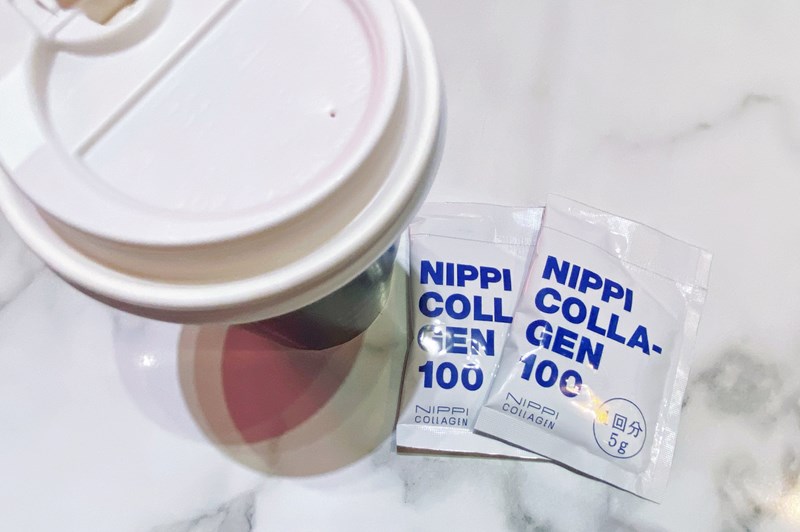 NIPPI
COLL
GEN
100
NIPPI
COLLAGEN
NIPPI
COLLA-
GEN
100
NIPPI
COLLAGEN
回分
5g